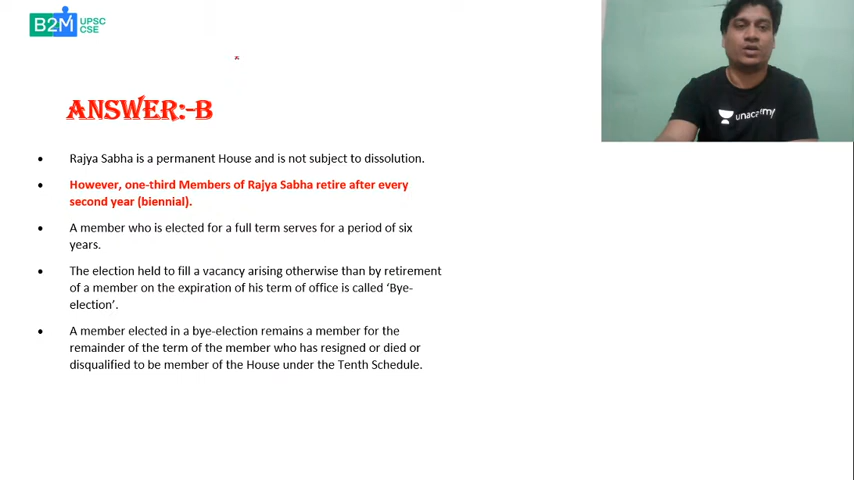 B2M UPSC
CSE
unacademy
ANSWER:-B
• Rajya Sabha is a permanent House and is not subject to dissolution.
• However, one-third Members of Rajya Sabha retire after every
second year (biennial).
• A member who is elected for a full term serves for a period of six
years.
• The election held to fill a vacancy arising otherwise than by retirement
of a member on the expiration of his term of office is called ‘Bye-
election’.
• A member elected in a bye-election remains a member for the
remainder of the term of the member who has resigned or died or
disqualified to be member of the House under the Tenth Schedule.